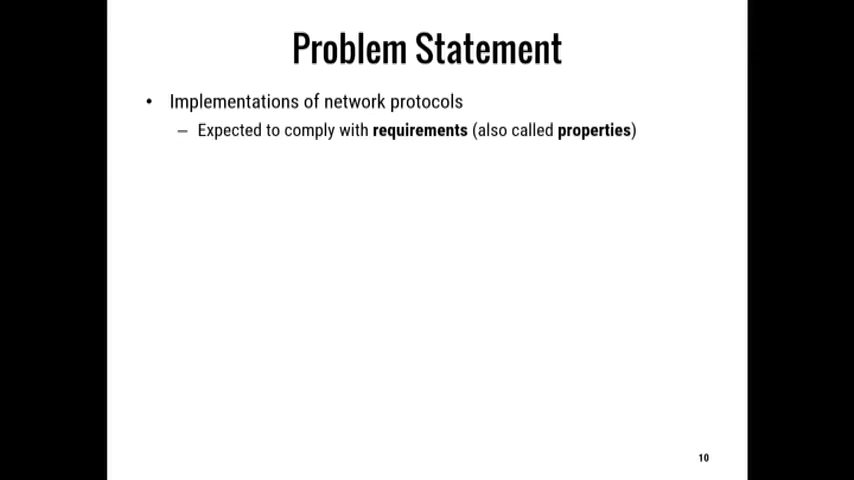 Problem Statement
• Implementations of network protocols
– Expected to comply with requirements (also called properties)
10